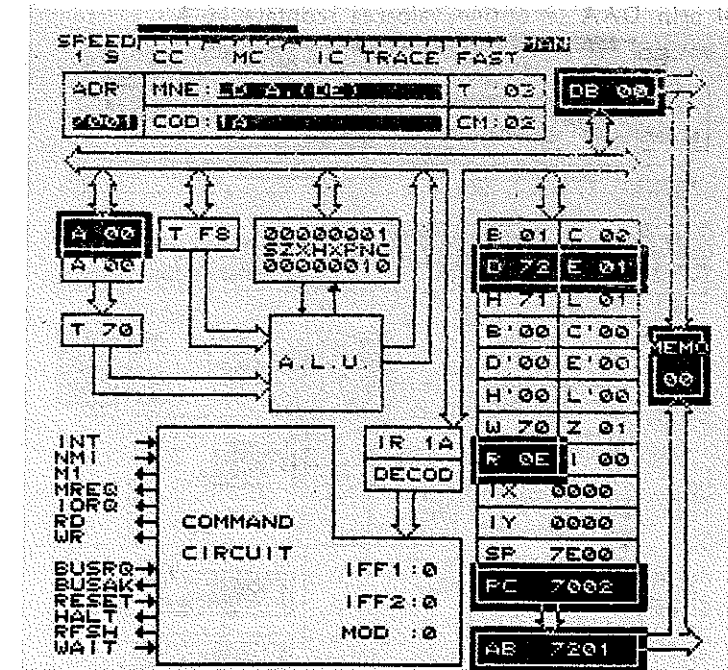 SPEED MAN
1 S CC MC IC TRACE FAST
ADR MNE: LD A,(DE) T :03 DB 00
7001 COD: 1A CM:02
A 00 T F8 00000001 B 01 C 02
SZXHXPNC D 72 E 01
A'00 00000010 H 71 L 01
T 70 A.L.U. B'00 C'00 MEMO
D'00 E'00 00
H'00 L'00
INT IR 1A W 70 Z 01
NMI DECOD R 0E I 00
M1
MREQ IX 0000
IORQ
RD COMMAND IY 0000
WR
CIRCUIT SP 7E00
BUSRQ IFF1:0 PC 7002
BUSAK
RESET IFF2:0
HALT
RFSH MOD :0 AB 7201
WAIT